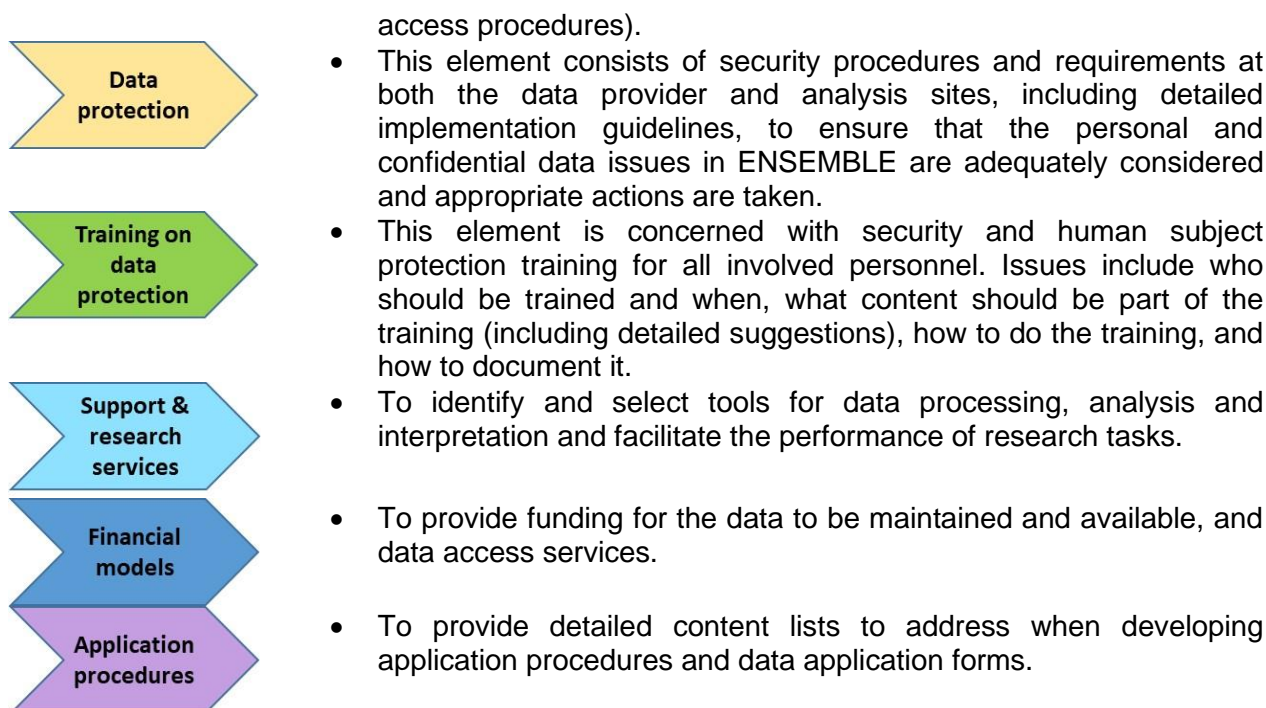 access procedures).
Data
protection
• This element consists of security procedures and requirements at
both the data provider and analysis sites, including detailed
implementation guidelines, to ensure that the personal and
confidential data issues in ENSEMBLE are adequately considered
and appropriate actions are taken.
Training on
data
protection
• This element is concerned with security and human subject
protection training for all involved personnel. Issues include who
should be trained and when, what content should be part of the
training (including detailed suggestions), how to do the training, and
how to document it.
Support &
research
services
• To identify and select tools for data processing, analysis and
interpretation and facilitate the performance of research tasks.
Financial
models
• To provide funding for the data to be maintained and available, and
data access services.
Application
procedures
• To provide detailed content lists to address when developing
application procedures and data application forms.